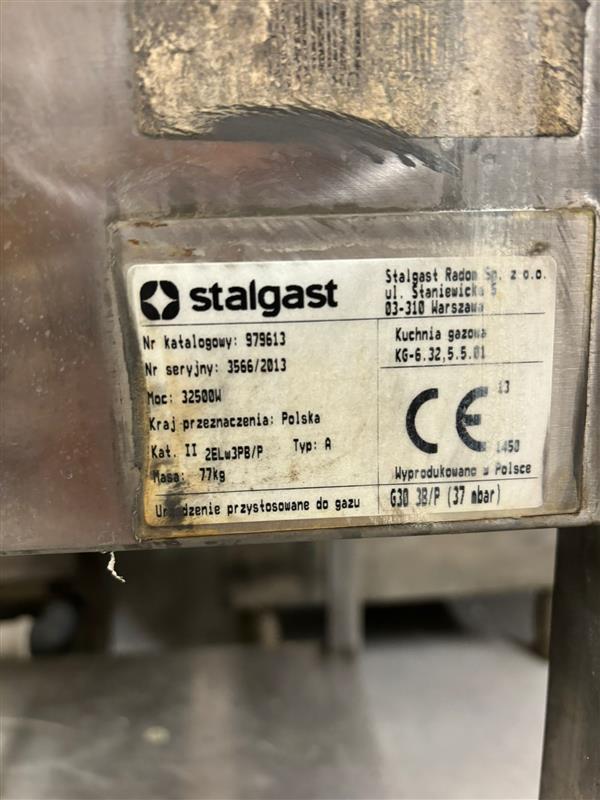 stalgast
Stalgast Radom Sp. z o.o.
ul. Staniewicka 5
03-310 Warszawa
Nr katalogowy: 979613
Nr seryjny: 3566/2013
Moc: 32500W
Kraj przeznaczenia: Polska
Kat. II 2ELw3PB/P Typ: A
Masa: 77kg
Kuchnia gazowa
KG-6.32,5.5.01
CE 13
1450
Wyprodukowano w Polsce
Urządzenie przystosowane do gazu
G30 3B/P (37 mbar)